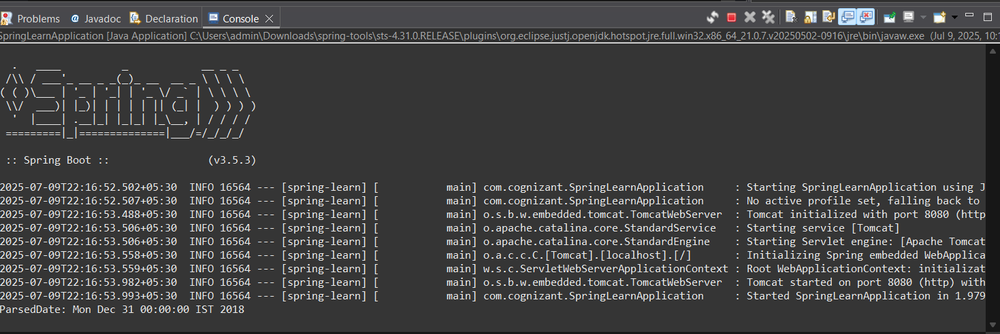 Problems Javadoc Declaration Console
SpringLearnApplication [Java Application] C:\Users\admin\Downloads\spring-tools\sts-4.31.0.RELEASE\plugins\org.eclipse.justj.openjdk.hotspot.jre.full.win32.x86_64_21.0.7.v20250502-0916\jre\bin\javaw.exe (Jul 9, 2025, 10:1
  .   ____          _            __ _ _
 /\\ / ___'_ __ _ _(_)_ __  __ _ \ \ \ \
( ( )\___ | '_ | '_| | '_ \/ _` | \ \ \ \
 \\/  ___)| |_)| | | | | || (_| |  ) ) ) )
  '  |____| .__|_| |_|_| |_\__, | / / / /
 =========|_|==============|___/=/_/_/_/
 :: Spring Boot ::                (v3.5.3)
2025-07-09T22:16:52.502+05:30  INFO 16564 --- [spring-learn] [           main] com.cognizant.SpringLearnApplication     : Starting SpringLearnApplication using J
2025-07-09T22:16:52.507+05:30  INFO 16564 --- [spring-learn] [           main] com.cognizant.SpringLearnApplication     : No active profile set, falling back to
2025-07-09T22:16:53.488+05:30  INFO 16564 --- [spring-learn] [           main] o.s.b.w.embedded.tomcat.TomcatWebServer  : Tomcat initialized with port 8080 (http
2025-07-09T22:16:53.506+05:30  INFO 16564 --- [spring-learn] [           main] o.apache.catalina.core.StandardService   : Starting service [Tomcat]
2025-07-09T22:16:53.506+05:30  INFO 16564 --- [spring-learn] [           main] o.apache.catalina.core.StandardEngine    : Starting Servlet engine: [Apache Tomcat
2025-07-09T22:16:53.558+05:30  INFO 16564 --- [spring-learn] [           main] o.a.c.c.C.[Tomcat].[localhost].[/]       : Initializing Spring embedded WebApplica
2025-07-09T22:16:53.559+05:30  INFO 16564 --- [spring-learn] [           main] w.s.c.ServletWebServerApplicationContext : Root WebApplicationContext: initializat
2025-07-09T22:16:53.982+05:30  INFO 16564 --- [spring-learn] [           main] o.s.b.w.embedded.tomcat.TomcatWebServer  : Tomcat started on port 8080 (http) with
2025-07-09T22:16:53.993+05:30  INFO 16564 --- [spring-learn] [           main] com.cognizant.SpringLearnApplication     : Started SpringLearnApplication in 1.979
ParsedDate: Mon Dec 31 00:00:00 IST 2018